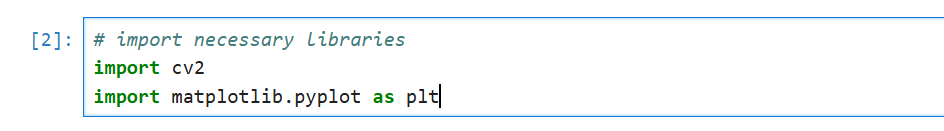 [2]: # import necessary libraries
import cv2
import matplotlib.pyplot as plt